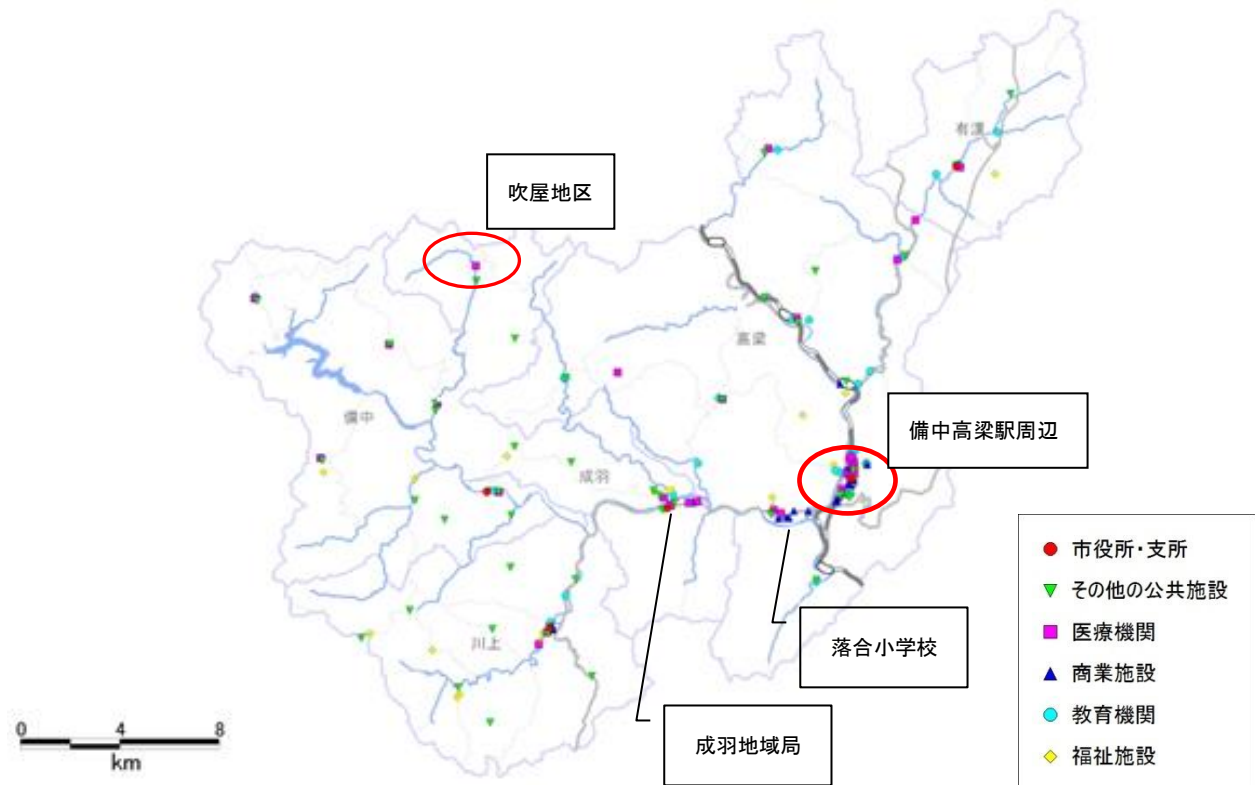 有漢
吹屋地区
高梁
備中高梁駅周辺
備中
成羽
市役所・支所
その他の公共施設
医療機関
商業施設
教育機関
福祉施設
落合小学校
川上
成羽地域局
0 4 8
km